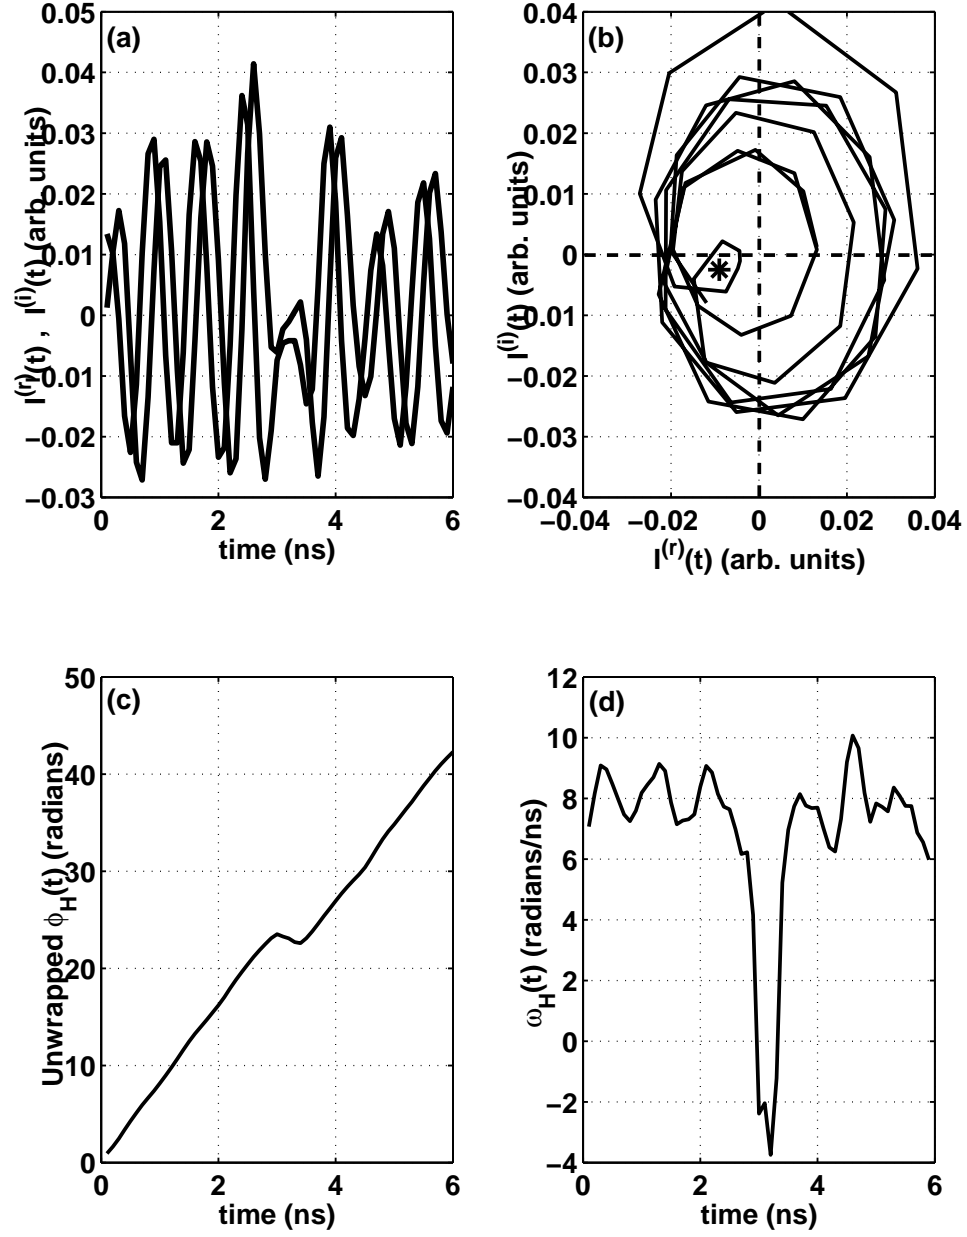 (a)
0.05
0.04
0.03
0.02
0.01
0
−0.01
−0.02
−0.03
I^(r)(t) , I^(i)(t) (arb. units)
0 2 4 6
time (ns)
(b)
0.04
0.03
0.02
0.01
0
−0.01
−0.02
−0.03
−0.04
I^(i)(t) (arb. units)
−0.04 −0.02 0 0.02 0.04
I^(r)(t) (arb. units)
(c)
50
40
30
20
10
0
Unwrapped ϕ_H(t) (radians)
0 2 4 6
time (ns)
(d)
12
10
8
6
4
2
0
−2
−4
ω_H(t) (radians/ns)
0 2 4 6
time (ns)